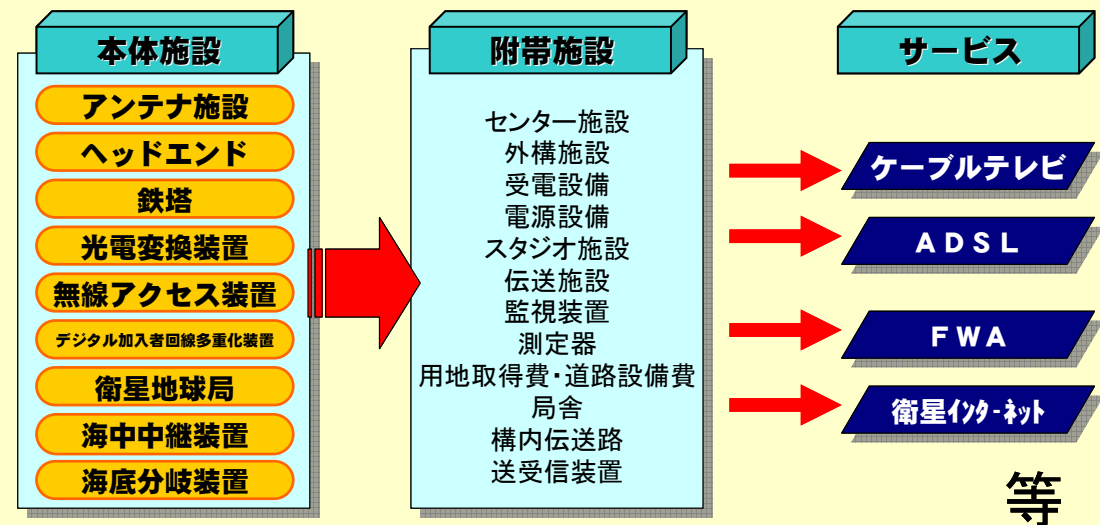 本体施設
アンテナ施設
ヘッドエンド
鉄塔
光電変換装置
無線アクセス装置
デジタル加入者回線多重化装置
衛星地球局
海中中継装置
海底分岐装置
附帯施設
センター施設
外構施設
受電設備
電源設備
スタジオ施設
伝送施設
監視装置
測定器
用地取得費・道路設備費
局舎
構内伝送路
送受信装置
サービス
ケーブルテレビ
ＡＤＳＬ
ＦＷＡ
衛星ｲﾝﾀ-ﾈｯﾄ
等